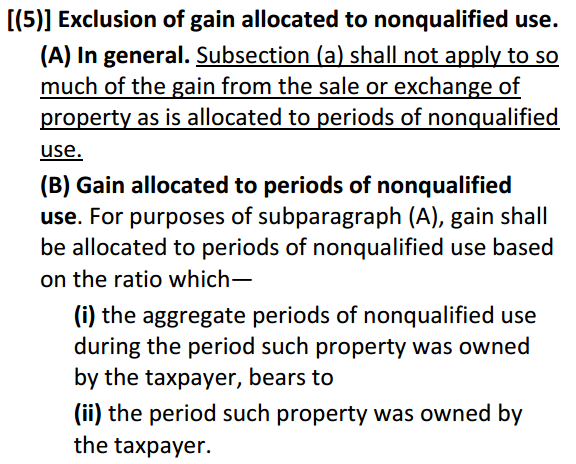 [(5)] Exclusion of gain allocated to nonqualified use.
(A) In general. Subsection (a) shall not apply to so
much of the gain from the sale or exchange of
property as is allocated to periods of nonqualified
use.
(B) Gain allocated to periods of nonqualified
use. For purposes of subparagraph (A), gain shall
be allocated to periods of nonqualified use based
on the ratio which—
(i) the aggregate periods of nonqualified use
during the period such property was owned
by the taxpayer, bears to
(ii) the period such property was owned by
the taxpayer.